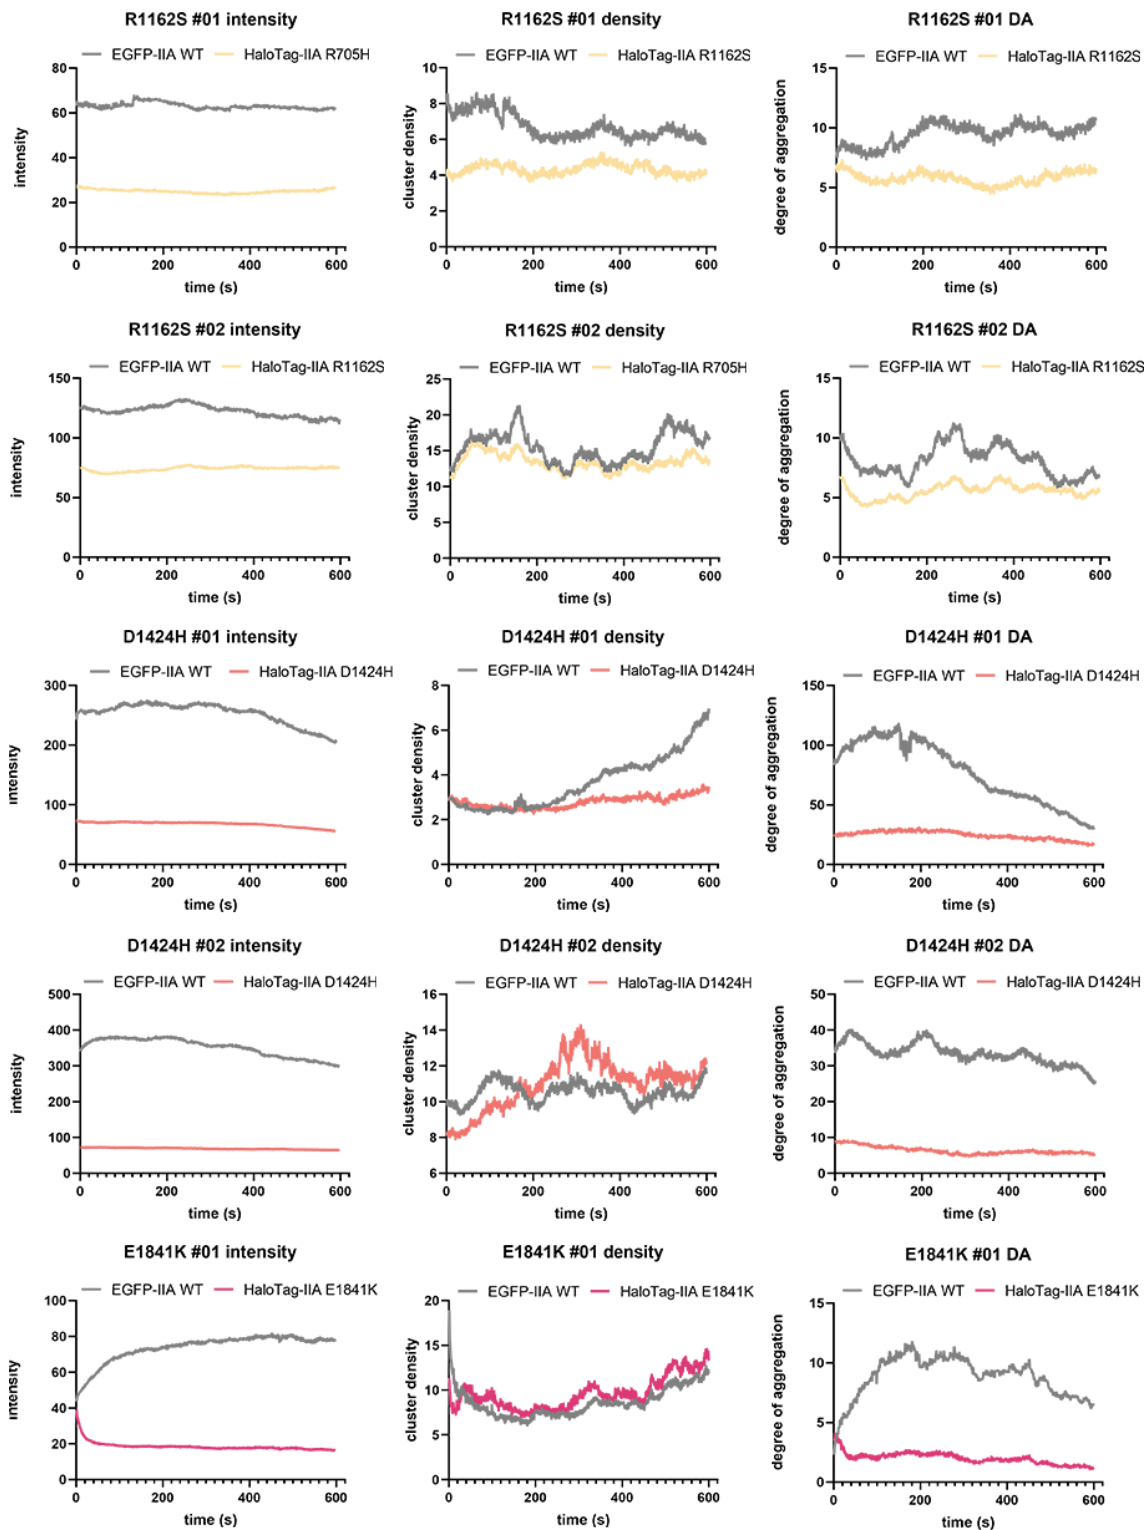 R1162S #01 intensity
EGFP-IIA WT HaloTag-IIA R705H
80
60
40
20
0
intensity
0 200 400 600
time (s)
R1162S #01 density
EGFP-IIA WT HaloTag-IIA R1162S
10
8
6
4
2
0
cluster density
0 200 400 600
time (s)
R1162S #01 DA
EGFP-IIA WT HaloTag-IIA R1162S
15
10
5
0
degree of aggregation
0 200 400 600
time (s)
R1162S #02 intensity
EGFP-IIA WT HaloTag-IIA R1162S
150
100
50
0
intensity
0 200 400 600
time (s)
R1162S #02 density
EGFP-IIA WT HaloTag-IIA R705H
25
20
15
10
5
0
cluster density
0 200 400 600
time (s)
R1162S #02 DA
EGFP-IIA WT HaloTag-IIA R1162S
15
10
5
0
degree of aggregation
0 200 400 600
time (s)
D1424H #01 intensity
EGFP-IIA WT HaloTag-IIA D1424H
300
200
100
0
intensity
0 200 400 600
time (s)
D1424H #01 density
EGFP-IIA WT HaloTag-IIA D1424H
8
6
4
2
0
cluster density
0 200 400 600
time (s)
D1424H #01 DA
EGFP-IIA WT HaloTag-IIA D1424H
150
100
50
0
degree of aggregation
0 200 400 600
time (s)
D1424H #02 intensity
EGFP-IIA WT HaloTag-IIA D1424H
500
400
300
200
100
0
intensity
0 200 400 600
time (s)
D1424H #02 density
EGFP-IIA WT HaloTag-IIA D1424H
16
14
12
10
8
6
cluster density
0 200 400 600
time (s)
D1424H #02 DA
EGFP-IIA WT HaloTag-IIA D1424H
50
40
30
20
10
0
degree of aggregation
0 200 400 600
time (s)
E1841K #01 intensity
EGFP-IIA WT HaloTag-IIA E1841K
100
80
60
40
20
0
intensity
0 200 400 600
time (s)
E1841K #01 density
EGFP-IIA WT HaloTag-IIA E1841K
20
15
10
5
0
cluster density
0 200 400 600
time (s)
E1841K #01 DA
EGFP-IIA WT HaloTag-IIA E1841K
15
10
5
0
degree of aggregation
0 200 400 600
time (s)